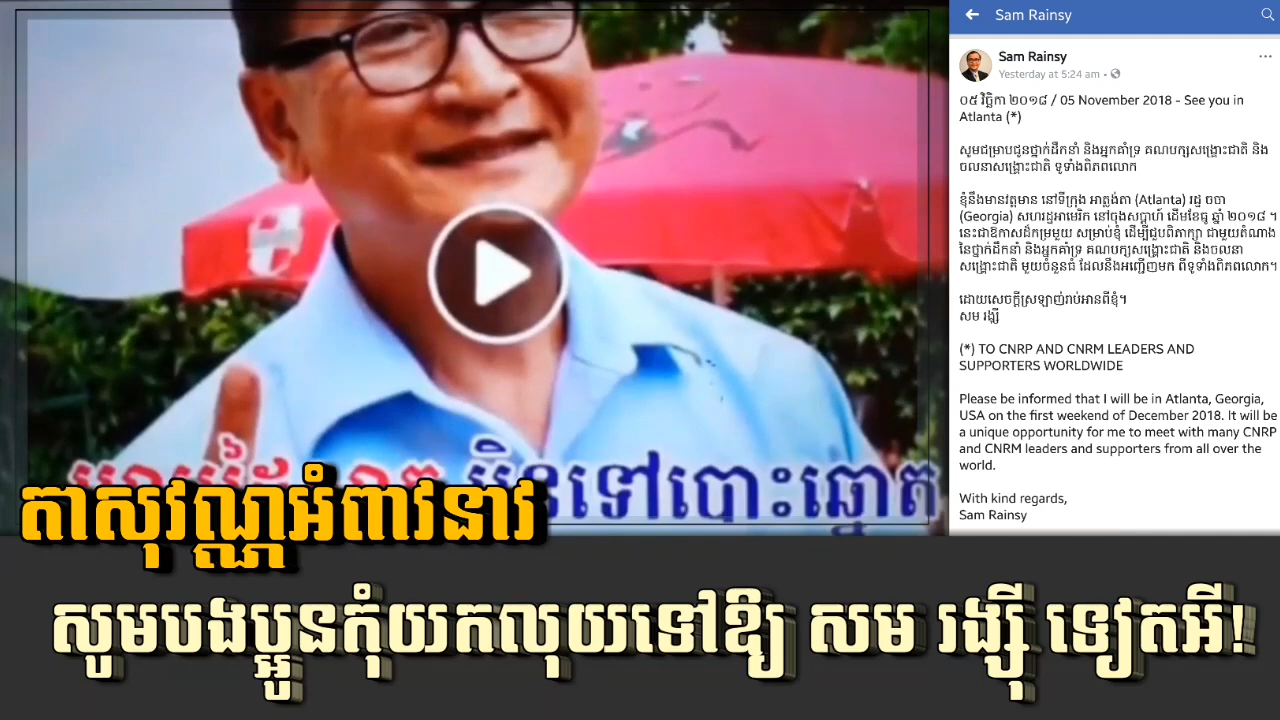 មិនទៅបោះឆ្នោត
តាសុវណ្ណអំពាវនាវ
សូមបងប្អូនកុំយកលុយទៅឱ្យ សម រង្ស៊ី ទៀតអី!
Sam Rainsy
Sam Rainsy
Yesterday at 5:24 am
០៥ វិច្ឆិកា ២០១៨ / 05 November 2018 - See you in
Atlanta (*)
សូមជម្រាបជូនថ្នាក់ដឹកនាំ និងអ្នកគាំទ្រ គណបក្សសង្គ្រោះជាតិ និង
ចលនាសង្គ្រោះជាតិ ទូទាំងពិភពលោក
ខ្ញុំនឹងមានវត្តមាន នៅទីក្រុង អាត្លង់តា (Atlanta) រដ្ឋ ចចា
(Georgia) សហរដ្ឋអាមេរិក នៅចុងសប្តាហ៍ ដើមខែធ្នូ ឆ្នាំ ២០១៨ ។
នេះជាឱកាសដ៏កម្រមួយ សម្រាប់ខ្ញុំ ដើម្បីជួបពិភាក្សា ជាមួយតំណាង
នៃថ្នាក់ដឹកនាំ និងអ្នកគាំទ្រ គណបក្សសង្គ្រោះជាតិ និងចលនា
សង្គ្រោះជាតិ មួយចំនួនធំ ដែលនឹងអញ្ជើញមក ពីទូទាំងពិភពលោក។
ដោយសេចក្តីស្រឡាញ់រាប់អានពីខ្ញុំ។
សម រង្ស៊ី
(*) TO CNRP AND CNRM LEADERS AND
SUPPORTERS WORLDWIDE
Please be informed that I will be in Atlanta, Georgia,
USA on the first weekend of December 2018. It will be
a unique opportunity for me to meet with many CNRP
and CNRM leaders and supporters from all over the
world.
With kind regards,
Sam Rainsy